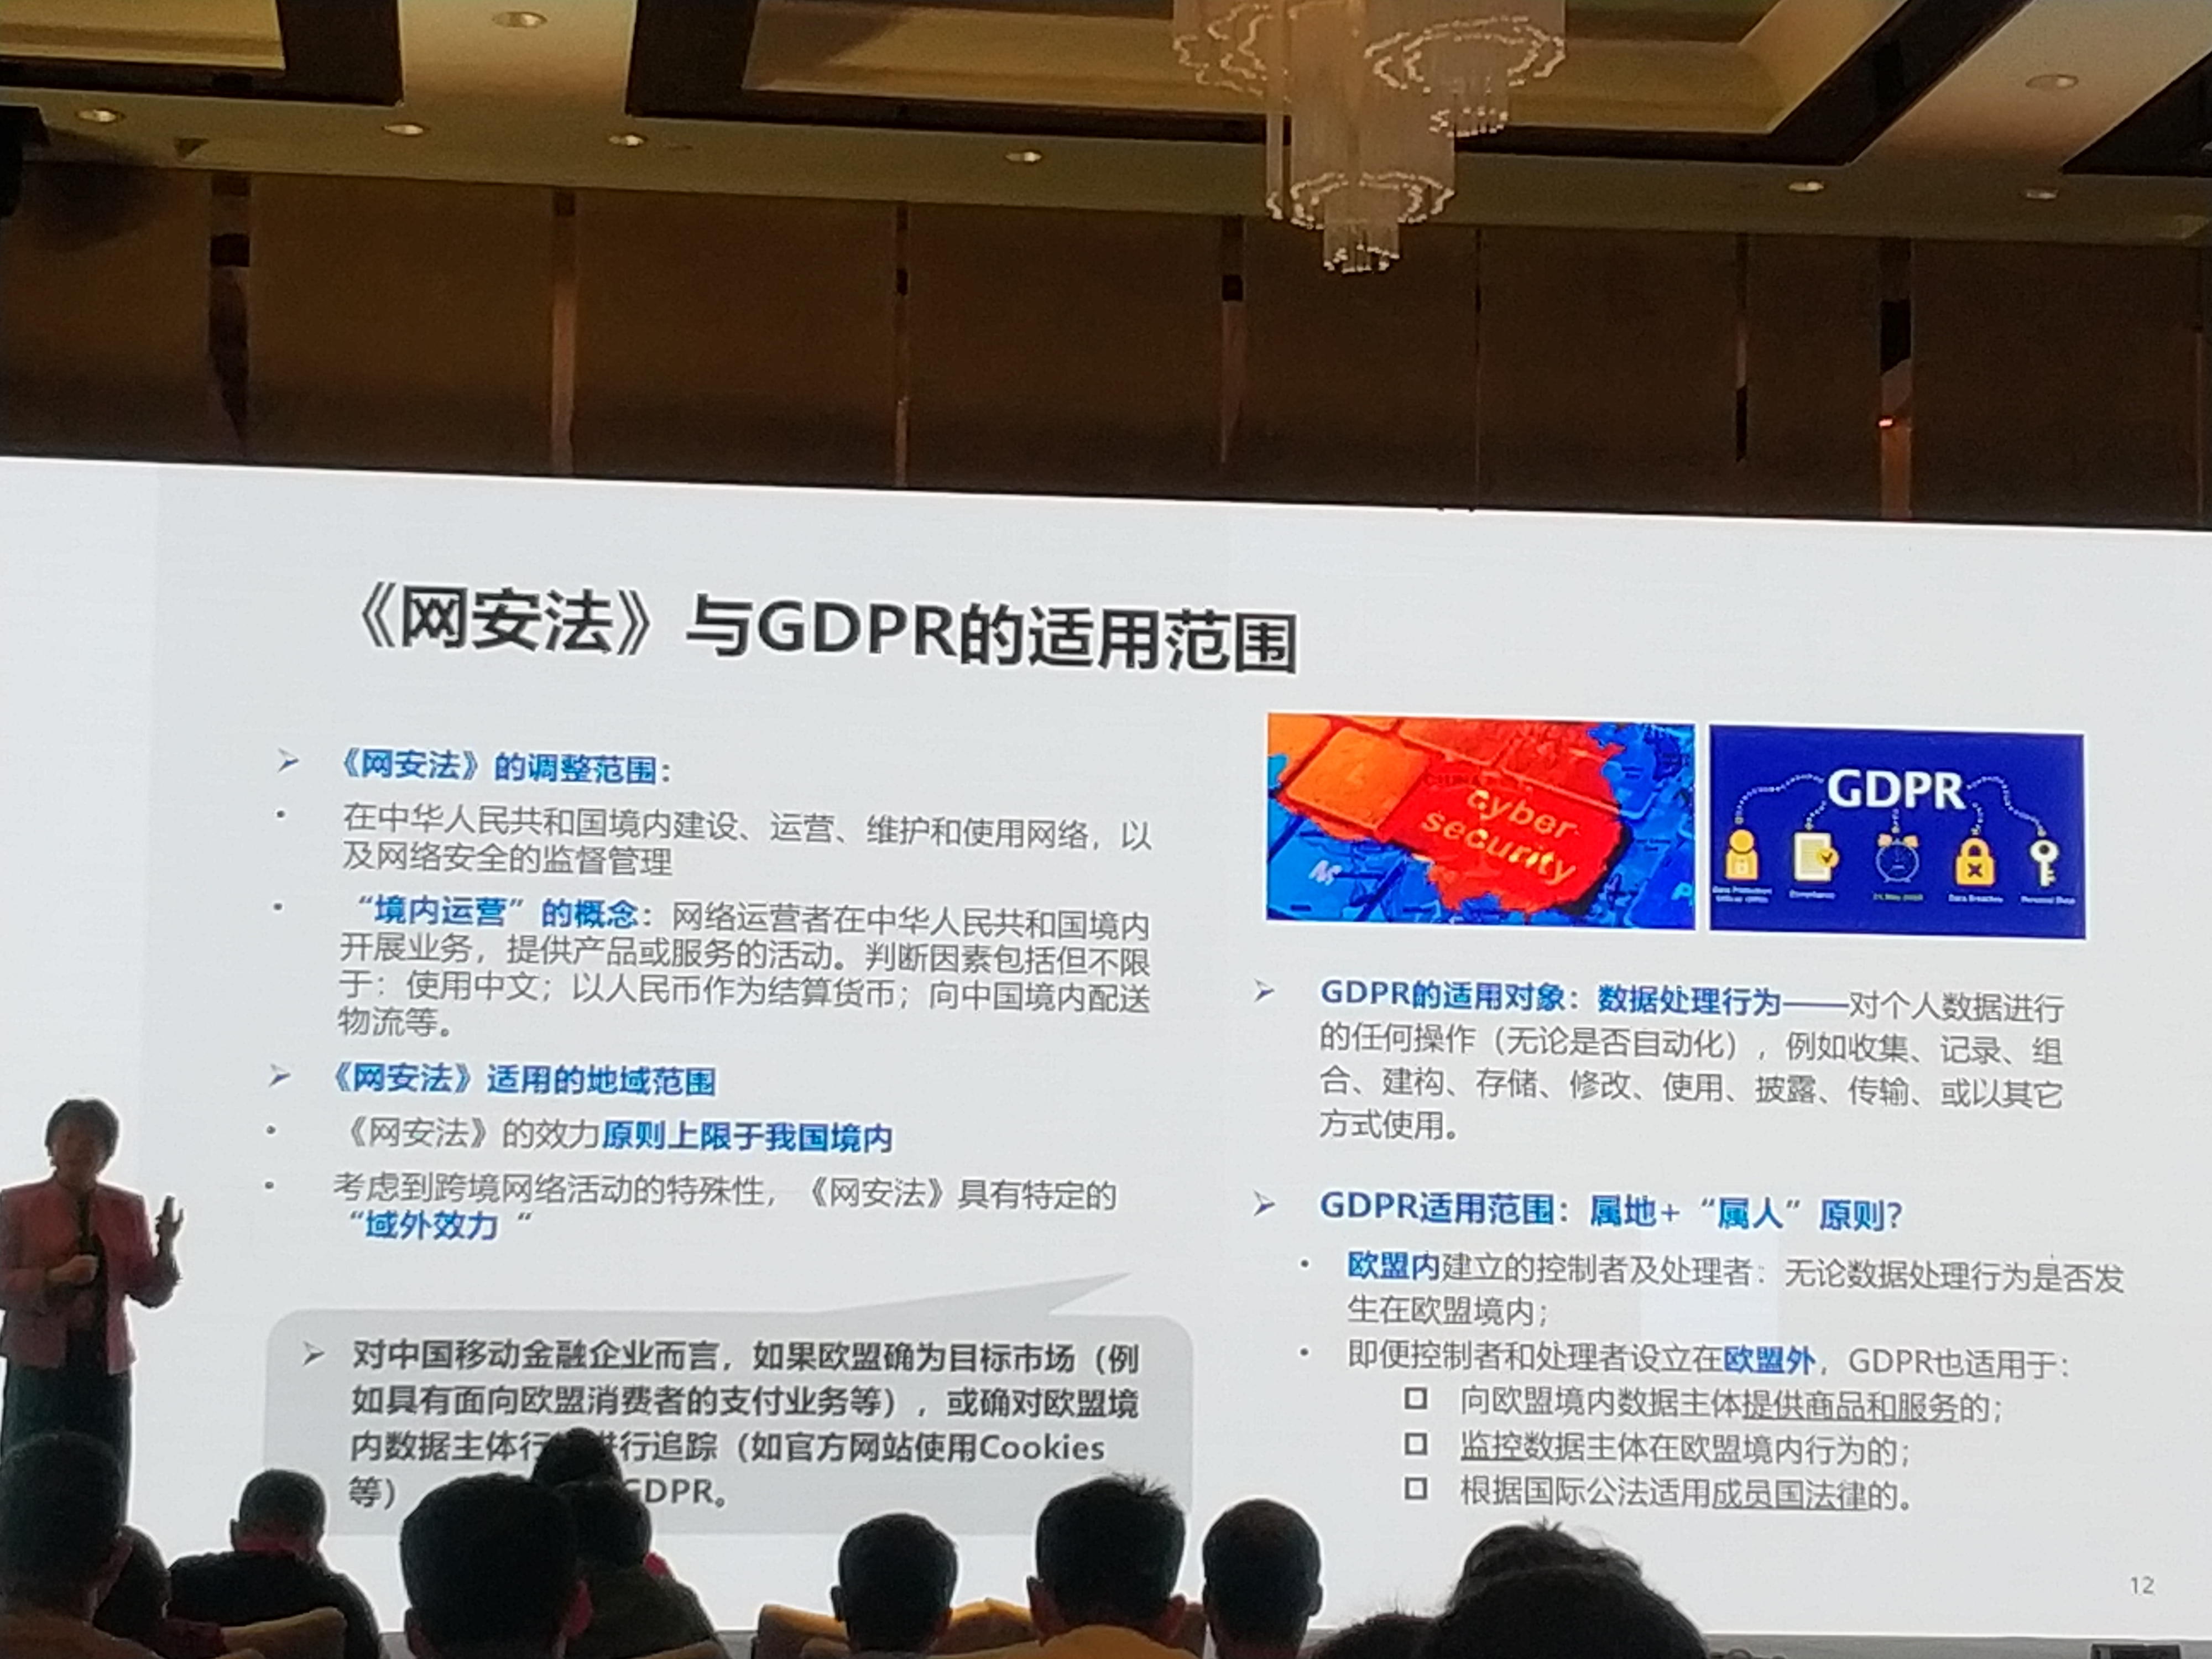 《网安法》与GDPR的适用范围
《网安法》的调整范围：
在中华人民共和国境内建设、运营、维护和使用网络，以
及网络安全的监督管理
“境内运营”的概念：网络运营者在中华人民共和国境内
开展业务，提供产品或服务的活动。判断因素包括但不限
于：使用中文；以人民币作为结算货币；向中国境内配送
物流等。
《网安法》适用的地域范围
《网安法》的效力原则上限于我国境内
考虑到跨境网络活动的特殊性，《网安法》具有特定的
“域外效力“
对中国移动金融企业而言，如果欧盟确为目标市场（例
如具有面向欧盟消费者的支付业务等），或确对欧盟境
内数据主体行 进行追踪（如官方网站使用Cookies
等） GDPR。
cyber
security
GDPR
Compliance
Data Breaches
Personal Data
GDPR的适用对象：数据处理行为——对个人数据进行
的任何操作（无论是否自动化），例如收集、记录、组
合、建构、存储、修改、使用、披露、传输、或以其它
方式使用。
GDPR适用范围：属地+“属人”原则？
欧盟内建立的控制者及处理者：无论数据处理行为是否发
生在欧盟境内；
即便控制者和处理者设立在欧盟外，GDPR也适用于：
向欧盟境内数据主体提供商品和服务的；
监控数据主体在欧盟境内行为的；
根据国际公法适用成员国法律的。
12